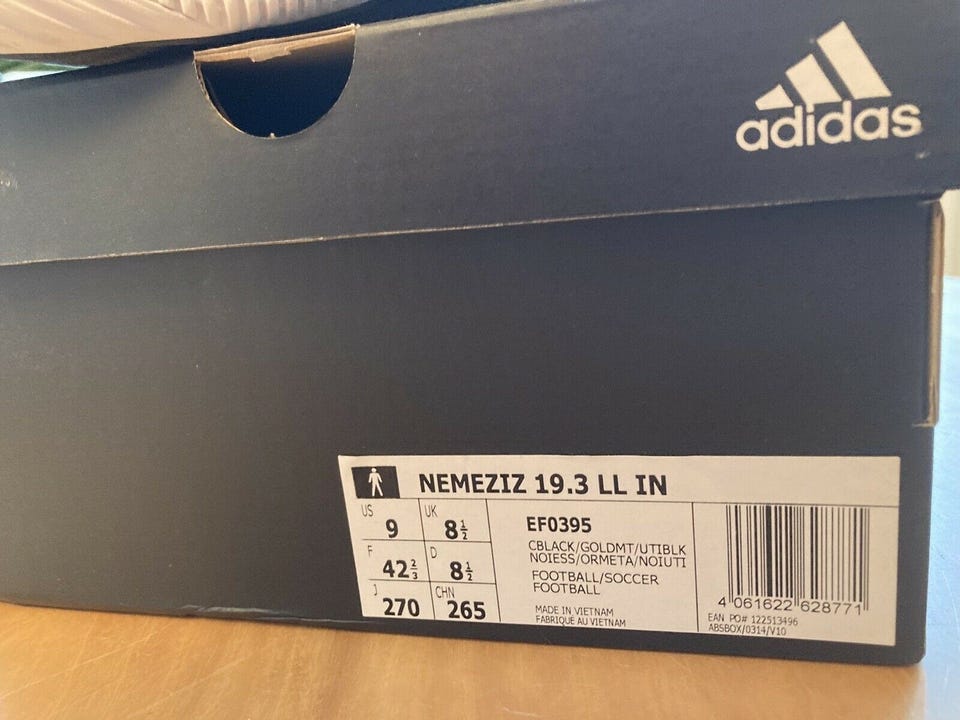 adidas
NEMEZIZ 19.3 LL IN
US 9 UK 8½
F 42⅔ D 8½
J 270 CHN 265
EF0395
CBLACK/GOLDMT/UTIBLK
NOIESS/ORMETA/NOIUTI
FOOTBALL/SOCCER
FOOTBALL
MADE IN VIETNAM
FABRIQUÉ AU VIETNAM
4 061622 628771
EAN PO# 122513496
ABSBOX/0314/V10